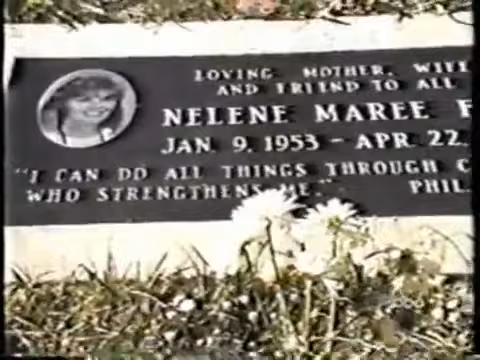 LOVING MOTHER, WIFE
AND FRIEND TO ALL
NELENE MAREE F
JAN. 9, 1953 - APR. 22,
"I CAN DO ALL THINGS THROUGH C
WHO STRENGTHENS ME." PHIL.
abc